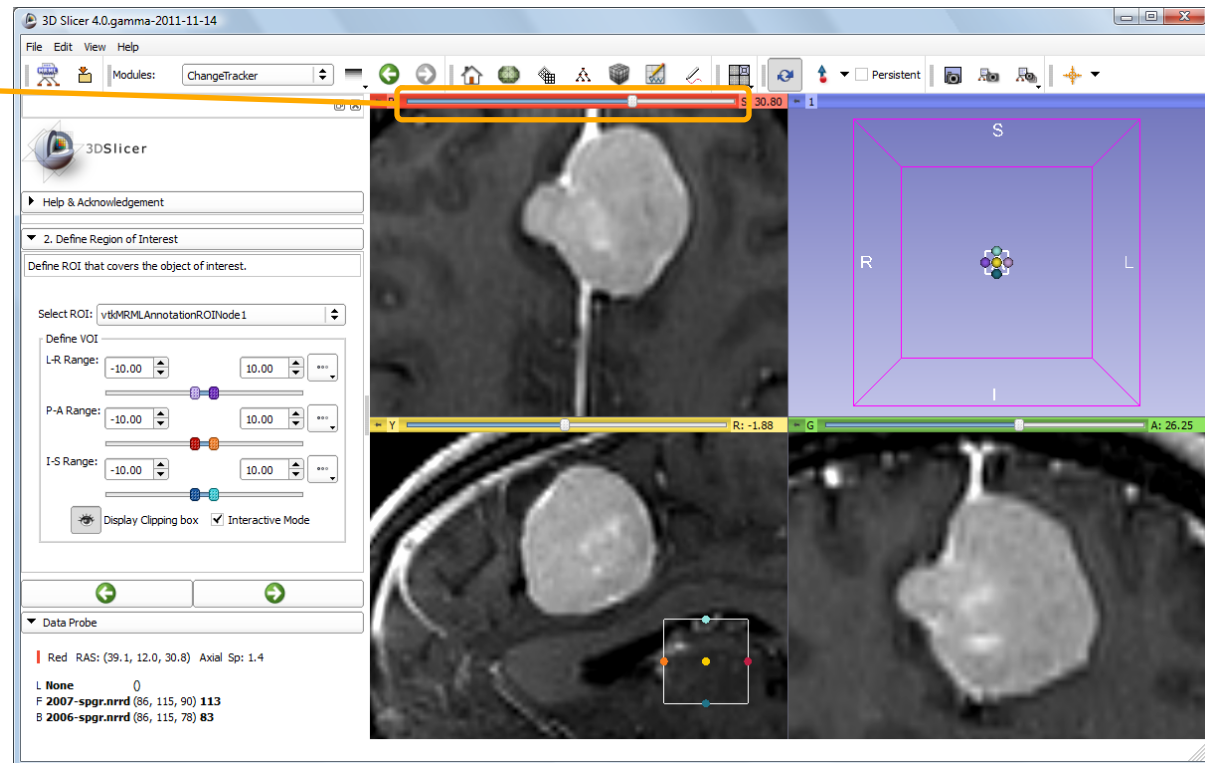 3D Slicer 4.0.gamma-2011-11-14
File Edit View Help
Modules: ChangeTracker Persistent
R S: 30.80 1
3DSlicer
Help & Acknowledgement
2. Define Region of Interest
Define ROI that covers the object of interest.
Select ROI: vtkMRMLAnnotationROINode1
Define VOI
L-R Range: -10.00 10.00 ...
P-A Range: -10.00 10.00 ...
I-S Range: -10.00 10.00 ...
Display Clipping box Interactive Mode
Data Probe
Red RAS: (39.1, 12.0, 30.8) Axial Sp: 1.4
L None ()
F 2007-spgr.nrrd (86, 115, 90) 113
B 2006-spgr.nrrd (86, 115, 78) 83
S
R L
I
Y R: -1.88 G A: 26.25